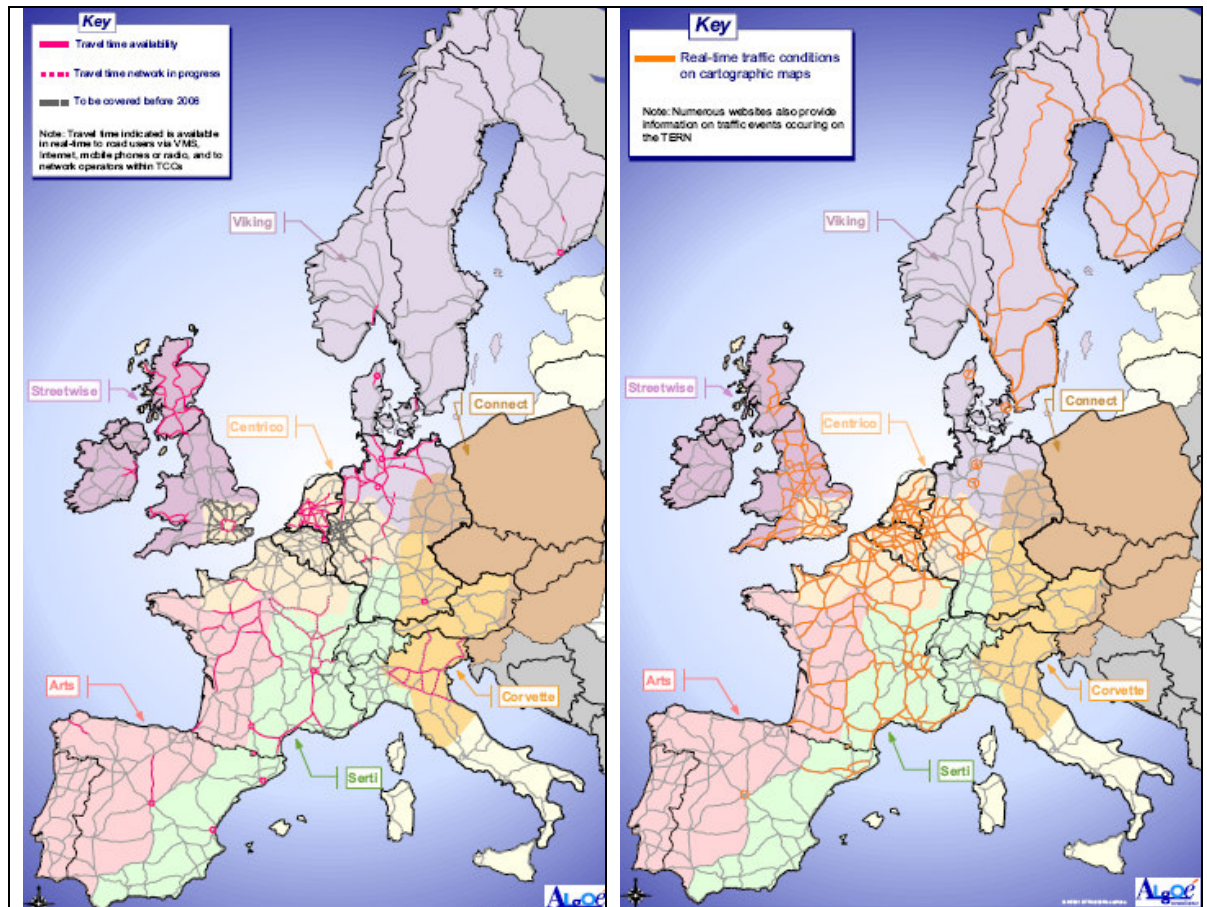 Key
Travel time availability
Travel time network in progress
To be covered before 2006
Note: Travel time indicated is available
in real-time to road users via VMS,
Internet, mobile phones or radio, and to
network operators within TCCs
Viking
Streetwise
Centrico
Connect
Arts
Corvette
Serti
ALGOÉ
Key
Real-time traffic conditions
on cartographic maps
Note: Numerous websites also provide
information on traffic events occuring on
the TERN
Viking
Streetwise
Centrico
Connect
Arts
Corvette
Serti
ALGOÉ